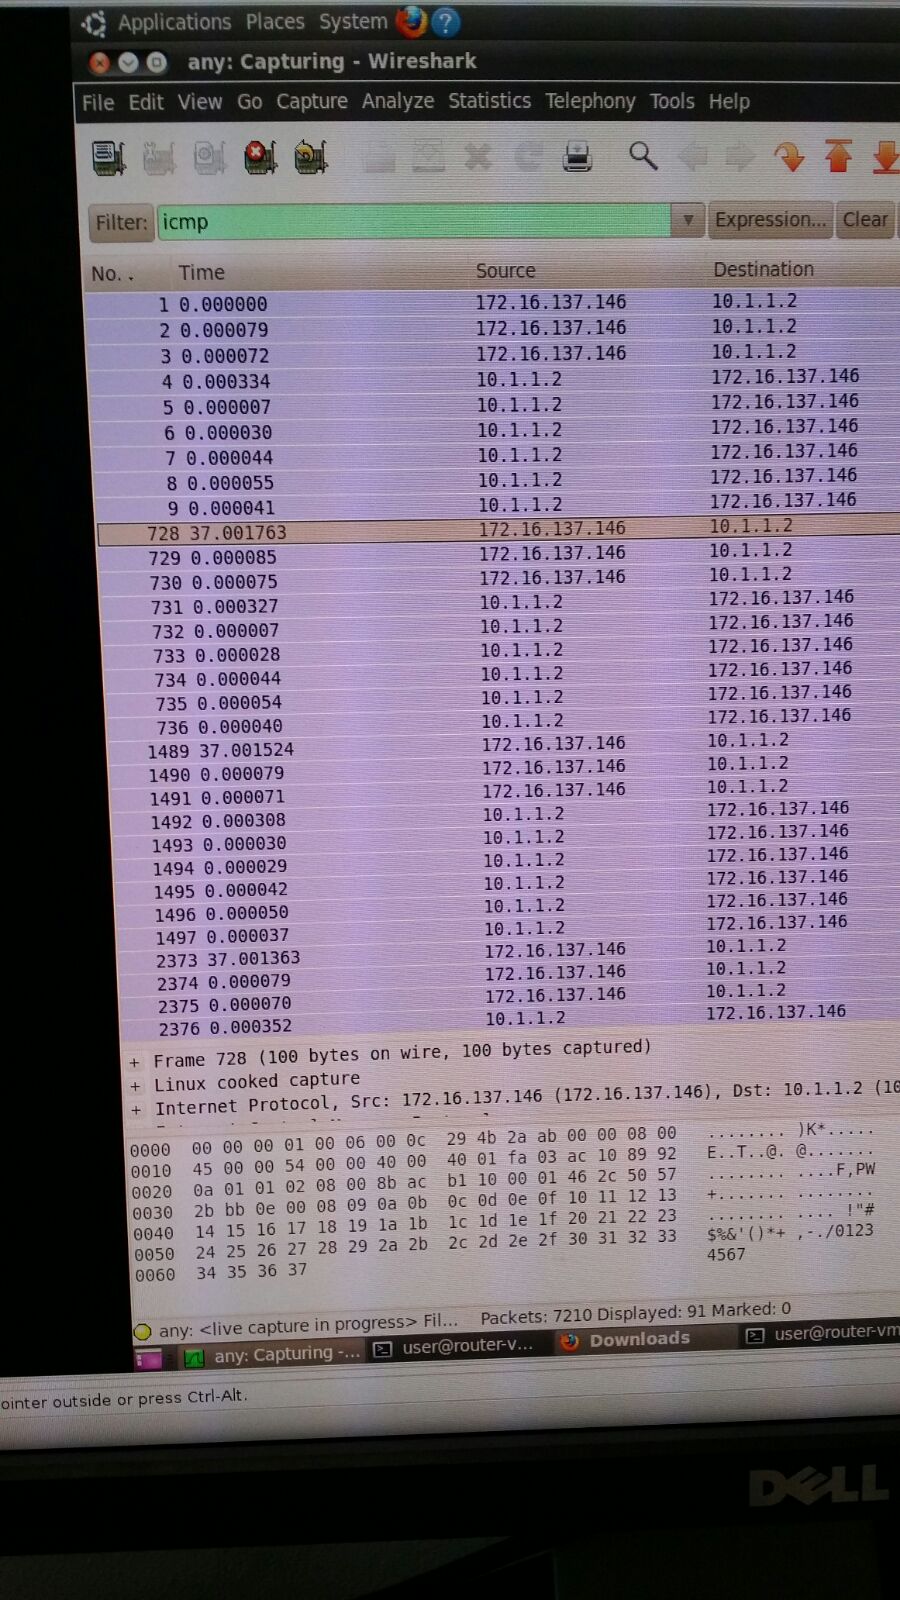 Applications Places System
any: Capturing - Wireshark
File Edit View Go Capture Analyze Statistics Telephony Tools Help
Filter: icmp Expression... Clear
No. . Time Source Destination
1 0.000000 172.16.137.146 10.1.1.2
2 0.000079 172.16.137.146 10.1.1.2
3 0.000072 172.16.137.146 10.1.1.2
4 0.000334 10.1.1.2 172.16.137.146
5 0.000007 10.1.1.2 172.16.137.146
6 0.000030 10.1.1.2 172.16.137.146
7 0.000044 10.1.1.2 172.16.137.146
8 0.000055 10.1.1.2 172.16.137.146
9 0.000041 10.1.1.2 172.16.137.146
728 37.001763 172.16.137.146 10.1.1.2
729 0.000085 172.16.137.146 10.1.1.2
730 0.000075 172.16.137.146 10.1.1.2
731 0.000327 10.1.1.2 172.16.137.146
732 0.000007 10.1.1.2 172.16.137.146
733 0.000028 10.1.1.2 172.16.137.146
734 0.000044 10.1.1.2 172.16.137.146
735 0.000054 10.1.1.2 172.16.137.146
736 0.000040 10.1.1.2 172.16.137.146
1489 37.001524 172.16.137.146 10.1.1.2
1490 0.000079 172.16.137.146 10.1.1.2
1491 0.000071 172.16.137.146 10.1.1.2
1492 0.000308 10.1.1.2 172.16.137.146
1493 0.000030 10.1.1.2 172.16.137.146
1494 0.000029 10.1.1.2 172.16.137.146
1495 0.000042 10.1.1.2 172.16.137.146
1496 0.000050 10.1.1.2 172.16.137.146
1497 0.000037 10.1.1.2 172.16.137.146
2373 37.001363 172.16.137.146 10.1.1.2
2374 0.000079 172.16.137.146 10.1.1.2
2375 0.000070 172.16.137.146 10.1.1.2
2376 0.000352 10.1.1.2 172.16.137.146
+ Frame 728 (100 bytes on wire, 100 bytes captured)
+ Linux cooked capture
+ Internet Protocol, Src: 172.16.137.146 (172.16.137.146), Dst: 10.1.1.2 (10
0000 00 00 00 01 00 06 00 0c 29 4b 2a ab 00 00 08 00 ........ )K*.....
0010 45 00 00 54 00 00 40 00 40 01 fa 03 ac 10 89 92 E..T..@. @.......
0020 0a 01 01 02 08 00 8b ac b1 10 00 01 46 2c 50 57 ........ ....F,PW
0030 2b bb 0e 00 08 09 0a 0b 0c 0d 0e 0f 10 11 12 13 +....... ........
0040 14 15 16 17 18 19 1a 1b 1c 1d 1e 1f 20 21 22 23 ........ .... !"#
0050 24 25 26 27 28 29 2a 2b 2c 2d 2e 2f 30 31 32 33 $%&'()*+ ,-./0123
0060 34 35 36 37 4567
any: <live capture in progress> Fil... Packets: 7210 Displayed: 91 Marked: 0
any: Capturing -... user@router-v... Downloads user@router-vm
ointer outside or press Ctrl-Alt.
DELL